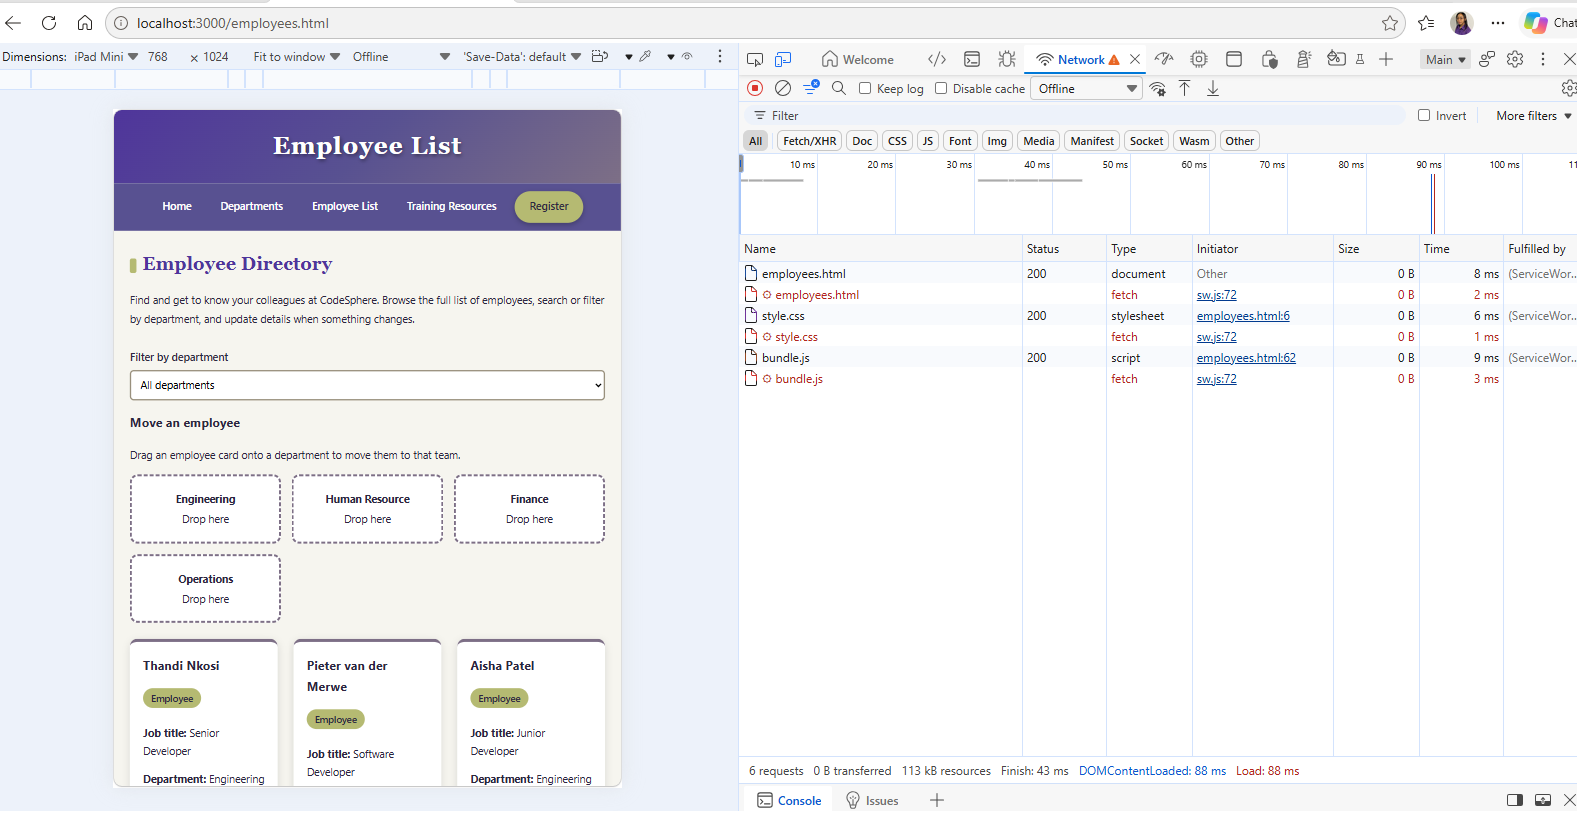 localhost:3000/employees.html
Chat
Dimensions: iPad Mini 768 x 1024 Fit to window Offline 'Save-Data': default
Welcome
Network
Main
Keep log
Disable cache
Offline
Filter
Invert
More filters
All Fetch/XHR Doc CSS JS Font Img Media Manifest Socket Wasm Other
10 ms 20 ms 30 ms 40 ms 50 ms 60 ms 70 ms 80 ms 90 ms 100 ms 11
Name Status Type Initiator Size Time Fulfilled by
employees.html 200 document Other 0 B 8 ms (ServiceWor...
employees.html fetch sw.js:72 0 B 2 ms
style.css 200 stylesheet employees.html:6 0 B 6 ms (ServiceWor...
style.css fetch sw.js:72 0 B 1 ms
bundle.js 200 script employees.html:62 0 B 9 ms (ServiceWor...
bundle.js fetch sw.js:72 0 B 3 ms
6 requests 0 B transferred 113 kB resources Finish: 43 ms DOMContentLoaded: 88 ms Load: 88 ms
Console Issues
Employee List
Home Departments Employee List Training Resources Register
Employee Directory
Find and get to know your colleagues at CodeSphere. Browse the full list of employees, search or filter
by department, and update details when something changes.
Filter by department
All departments
Move an employee
Drag an employee card onto a department to move them to that team.
Engineering
Drop here
Human Resource
Drop here
Finance
Drop here
Operations
Drop here
Thandi Nkosi
Employee
Job title: Senior
Developer
Department: Engineering
Pieter van der
Merwe
Employee
Job title: Software
Developer
Aisha Patel
Employee
Job title: Junior
Developer
Department: Engineering